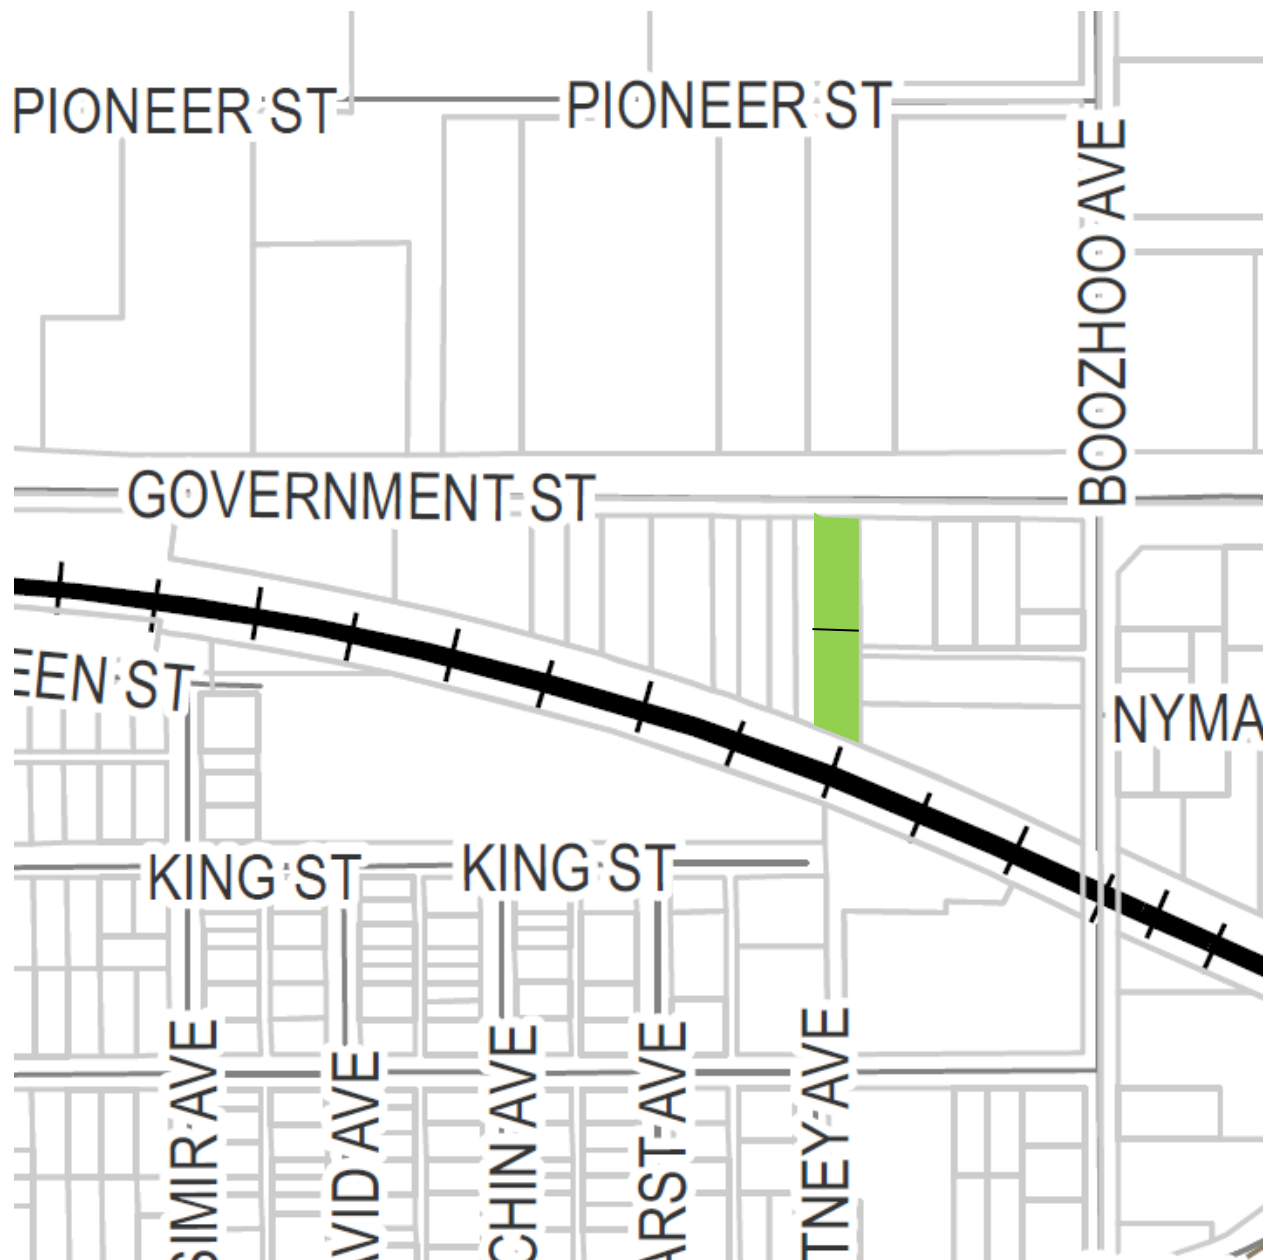 PIONEER ST
PIONEER ST
BOOZHOO AVE
GOVERNMENT ST
EEN ST
NYMA
KING ST
KING ST
SIMIR AVE
AVID AVE
CHIN AVE
ARST AVE
TNEY AVE